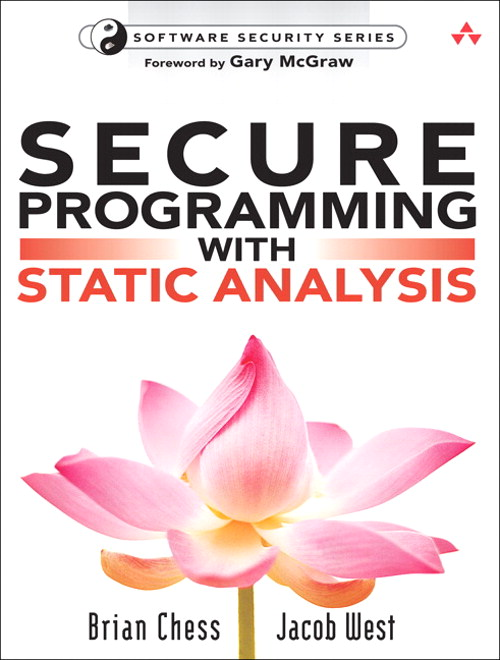 SOFTWARE SECURITY SERIES
Foreword by Gary McGraw
SECURE
PROGRAMMING
WITH
STATIC ANALYSIS
Brian Chess Jacob West